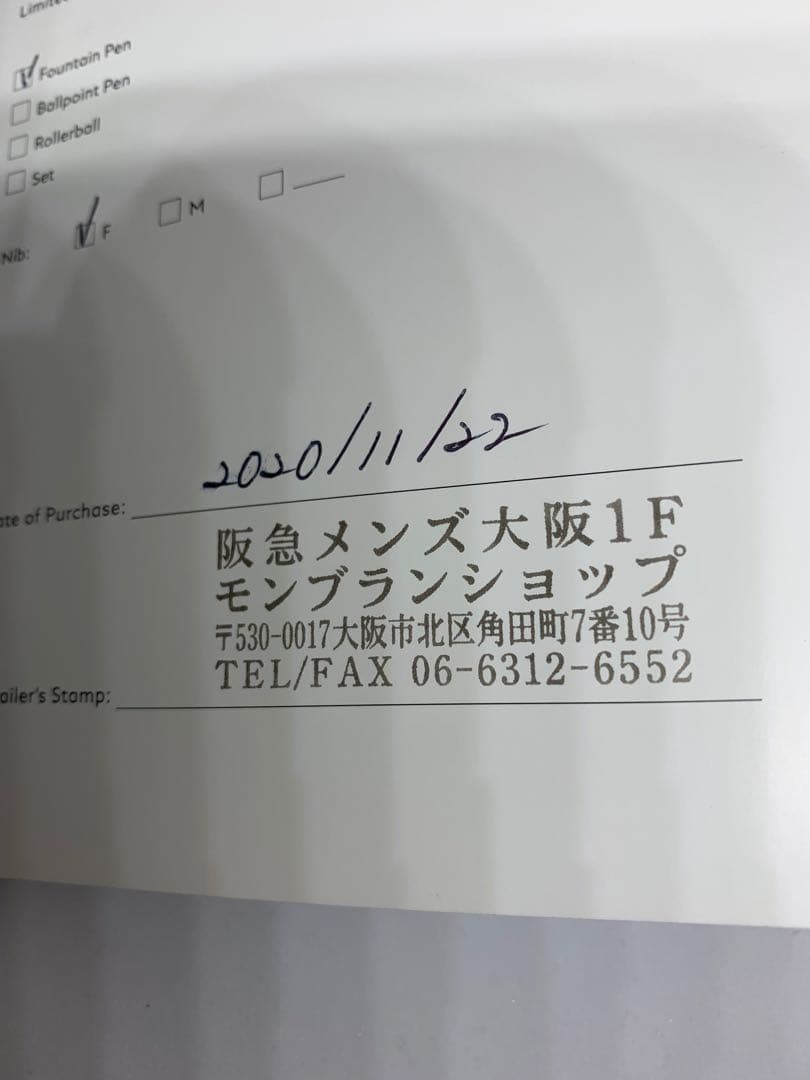 Fountain Pen
Ballpoint Pen
Rollerball
Set
Nib: F M
2020/11/22
of Purchase:
阪急メンズ大阪1F
モンブランショップ
〒530-0017大阪市北区角田町7番10号
TEL/FAX 06-6312-6552
Stamp: